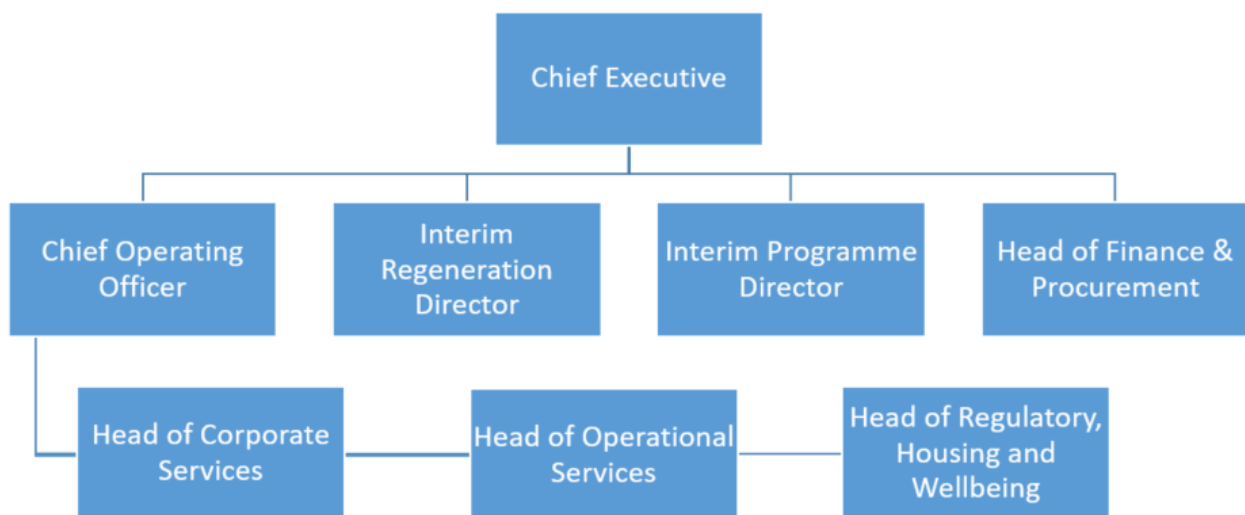 Chief Executive
Chief Operating
Officer
Interim
Regeneration
Director
Interim Programme
Director
Head of Finance &
Procurement
Head of Corporate
Services
Head of Operational
Services
Head of Regulatory,
Housing and
Wellbeing